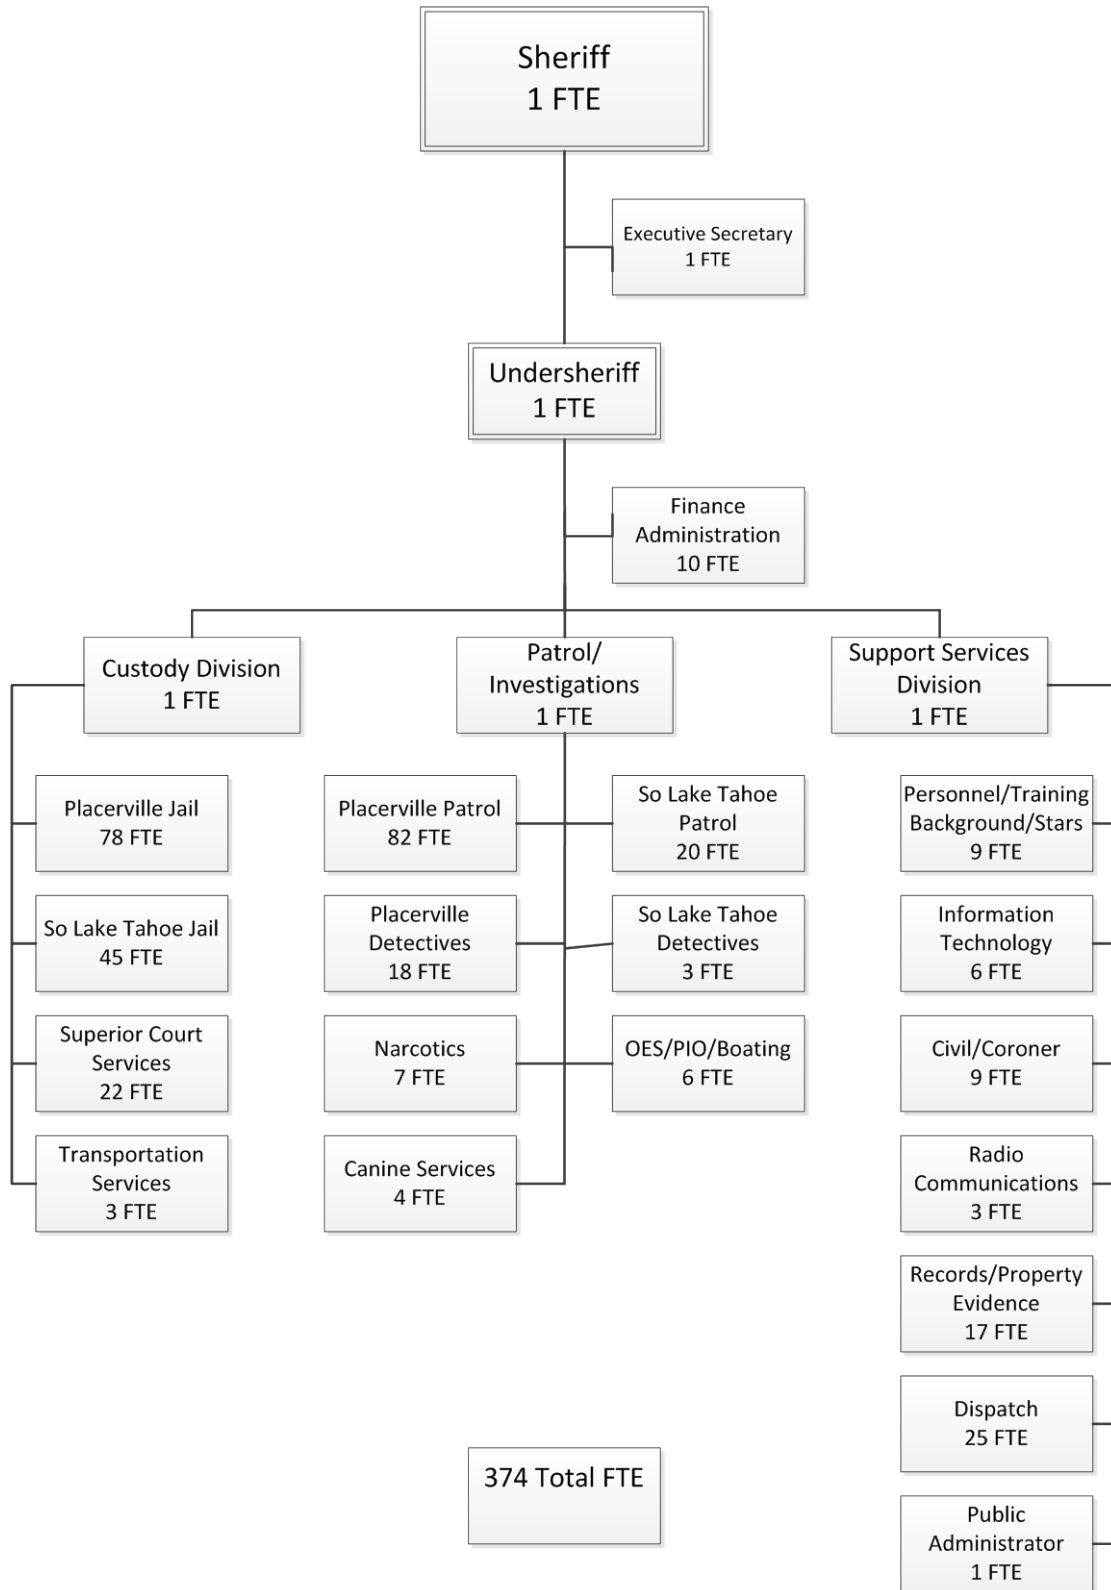 Sheriff
1 FTE
Executive Secretary
1 FTE
Undersheriff
1 FTE
Finance
Administration
10 FTE
Custody Division
1 FTE
Patrol/
Investigations
1 FTE
Support Services
Division
1 FTE
Placerville Jail
78 FTE
So Lake Tahoe Jail
45 FTE
Superior Court
Services
22 FTE
Transportation
Services
3 FTE
Placerville Patrol
82 FTE
So Lake Tahoe
Patrol
20 FTE
Placerville
Detectives
18 FTE
So Lake Tahoe
Detectives
3 FTE
Narcotics
7 FTE
OES/PIO/Boating
6 FTE
Canine Services
4 FTE
Personnel/Training
Background/Stars
9 FTE
Information
Technology
6 FTE
Civil/Coroner
9 FTE
Radio
Communications
3 FTE
Records/Property
Evidence
17 FTE
Dispatch
25 FTE
Public
Administrator
1 FTE
374 Total FTE